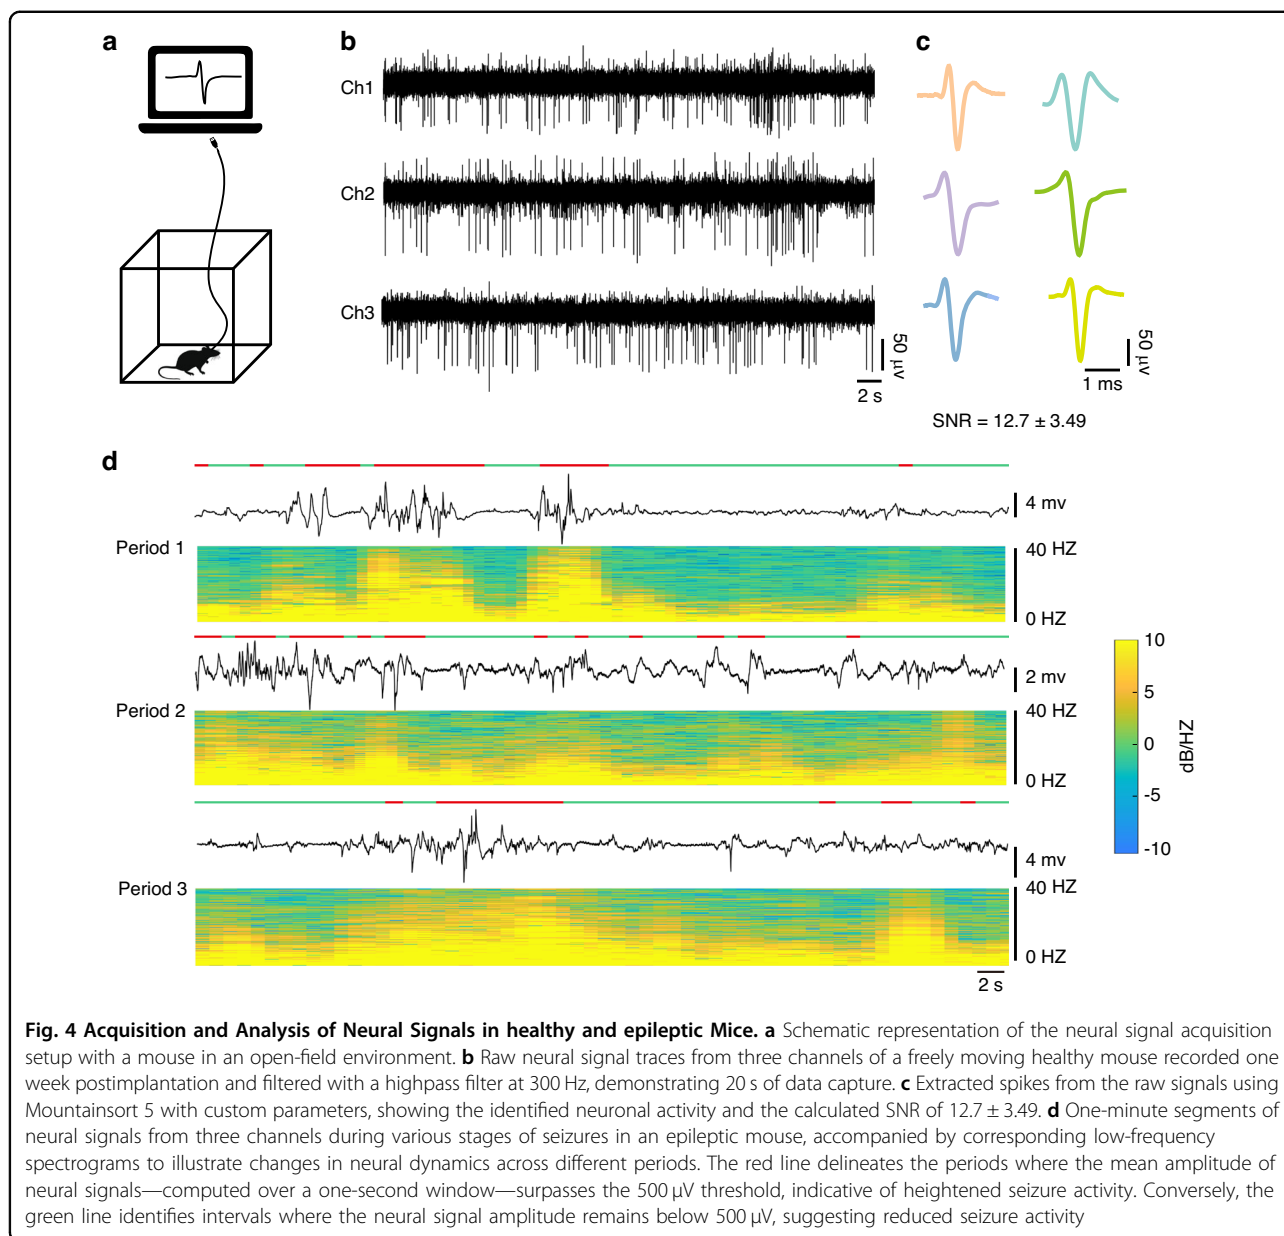 a
b
c
Ch1
Ch2
Ch3
50 µv
2 s
50 µv
1 ms
SNR = 12.7 ± 3.49
d
4 mv
Period 1
40 HZ
0 HZ
2 mv
Period 2
40 HZ
0 HZ
4 mv
Period 3
40 HZ
0 HZ
2 s
10
5
0
-5
-10
dB/HZ
Fig. 4 Acquisition and Analysis of Neural Signals in healthy and epileptic Mice. a Schematic representation of the neural signal acquisition
setup with a mouse in an open-field environment. b Raw neural signal traces from three channels of a freely moving healthy mouse recorded one
week postimplantation and filtered with a highpass filter at 300 Hz, demonstrating 20 s of data capture. c Extracted spikes from the raw signals using
Mountainsort 5 with custom parameters, showing the identified neuronal activity and the calculated SNR of 12.7 ± 3.49. d One-minute segments of
neural signals from three channels during various stages of seizures in an epileptic mouse, accompanied by corresponding low-frequency
spectrograms to illustrate changes in neural dynamics across different periods. The red line delineates the periods where the mean amplitude of
neural signals—computed over a one-second window—surpasses the 500 µV threshold, indicative of heightened seizure activity. Conversely, the
green line identifies intervals where the neural signal amplitude remains below 500 µV, suggesting reduced seizure activity